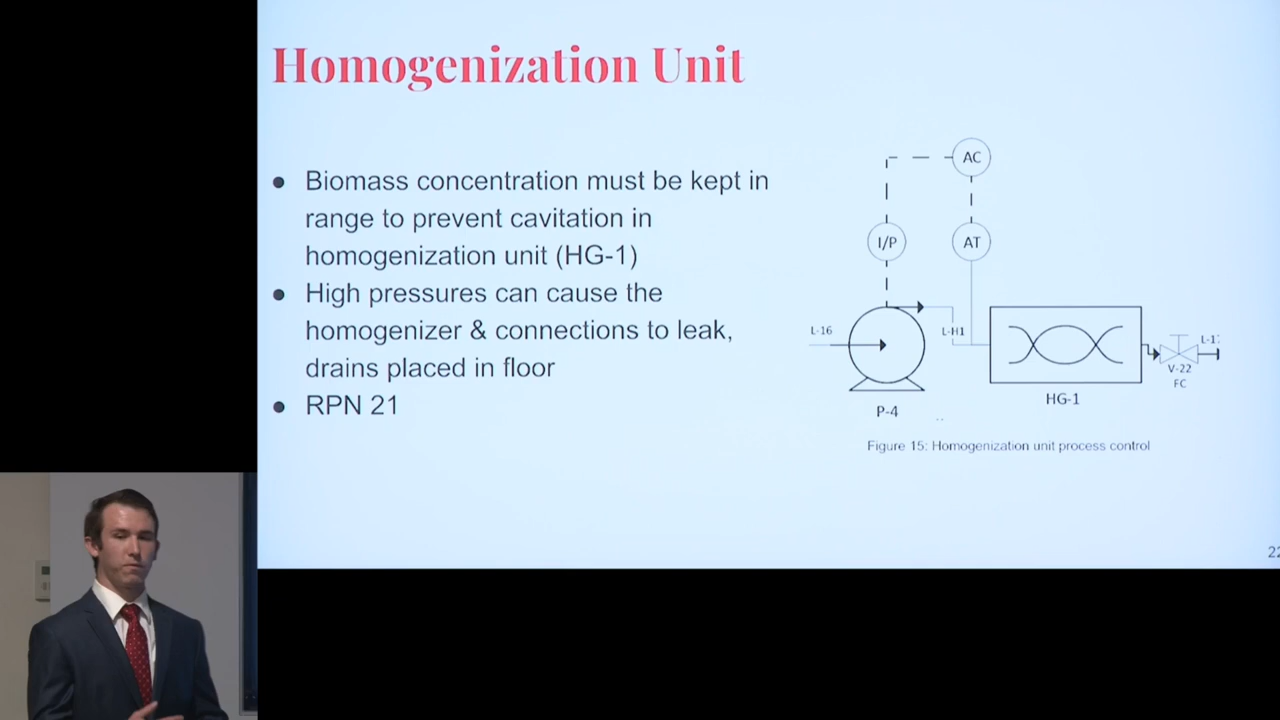 Homogenization Unit
● Biomass concentration must be kept in
range to prevent cavitation in
homogenization unit (HG-1)
● High pressures can cause the
homogenizer & connections to leak,
drains placed in floor
● RPN 21
AC
I/P
AT
L-16
L-H1
P-4
HG-1
V-22
FC
Figure 15: Homogenization unit process control